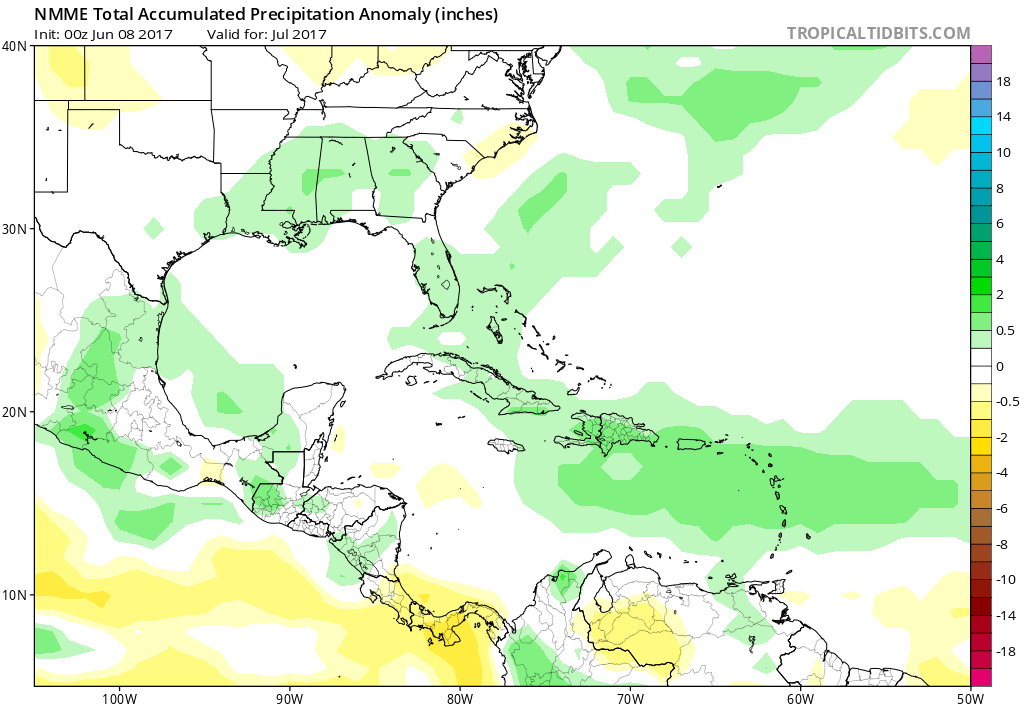 NMME Total Accumulated Precipitation Anomaly (inches)
Init: 00z Jun 08 2017 Valid for: Jul 2017 TROPICALTIDBITS.COM
40N
30N
20N
10N
100W 90W 80W 70W 60W 50W
18
14
10
8
6
4
2
0.5
0
-0.5
-2
-4
-6
-8
-10
-14
-18